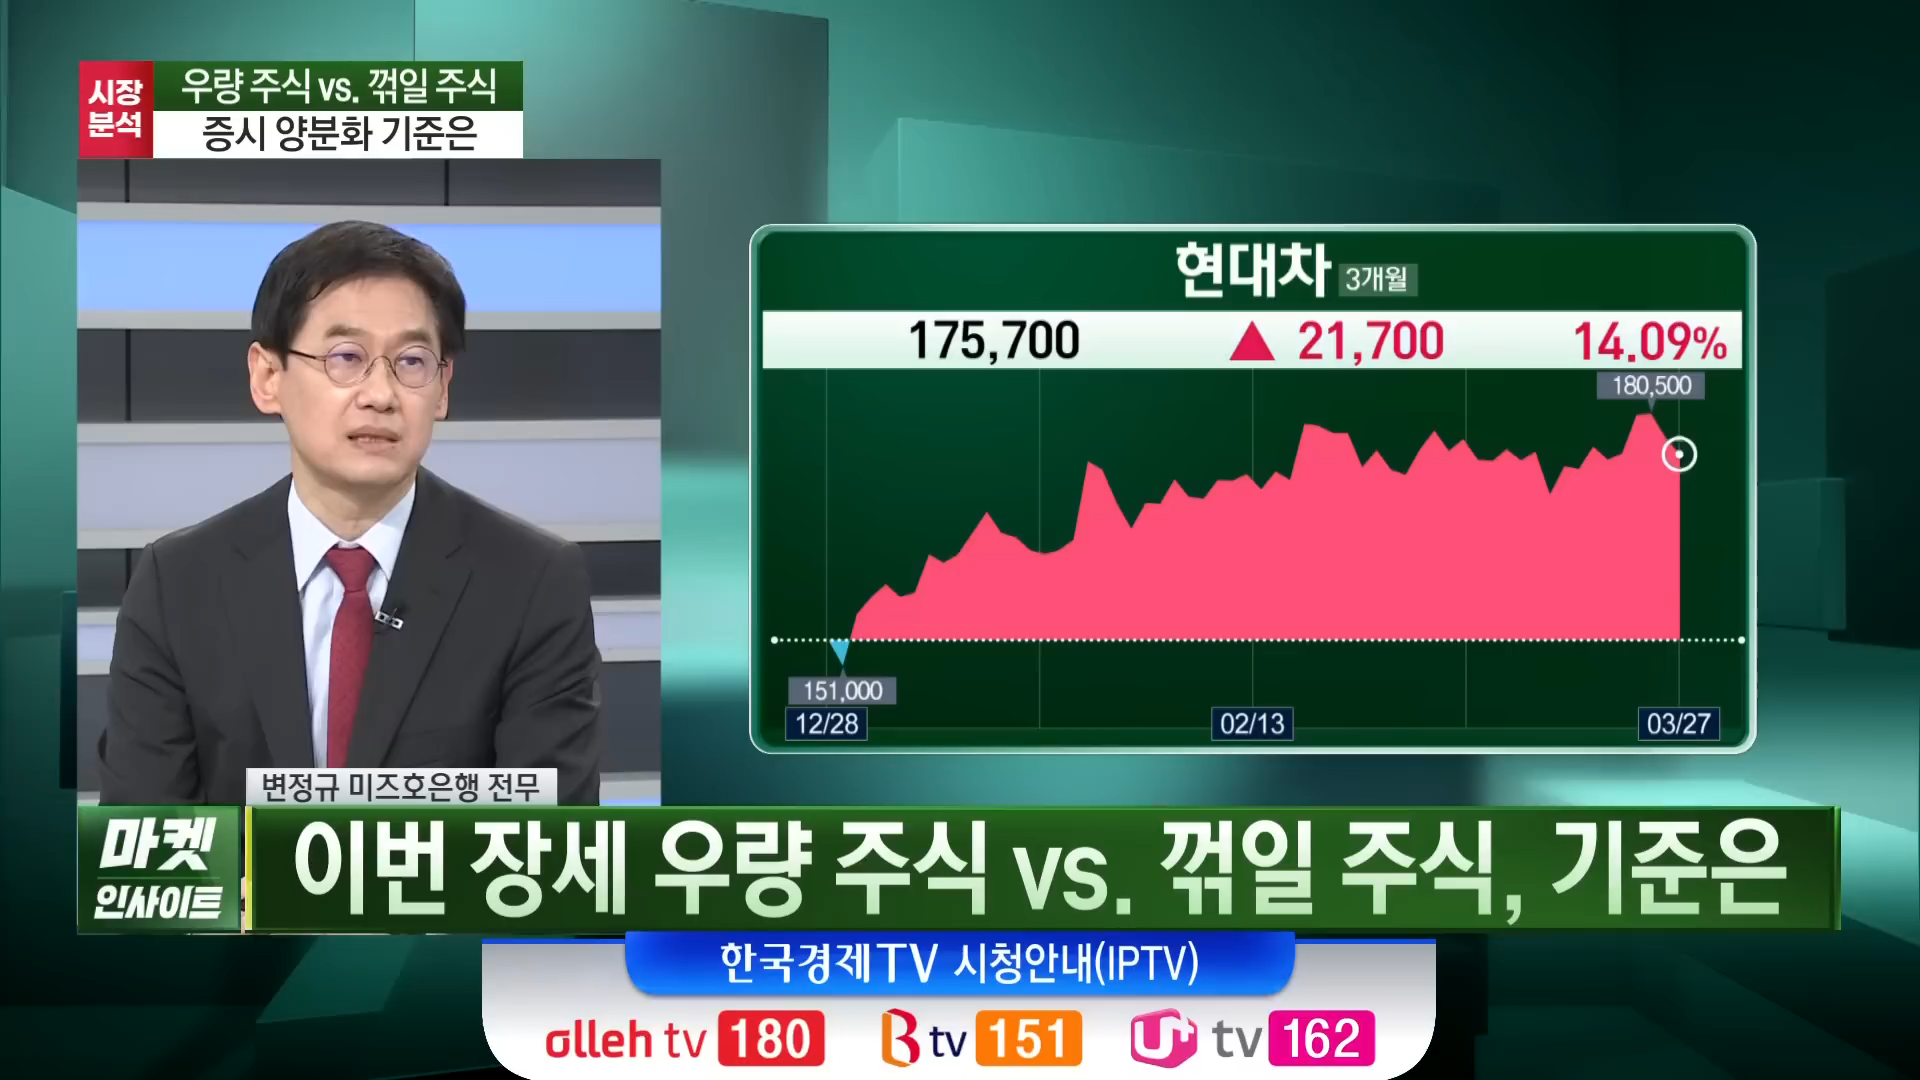 시장
분석
우량 주식 vs. 꺾일 주식
증시 양분화 기준은
현대차 3개월
175,700 ▲ 21,700 14.09%
180,500
151,000
12/28 02/13 03/27
변정규 미즈호은행 전무
마켓
인사이트
이번 장세 우량 주식 vs. 꺾일 주식, 기준은
한국경제TV 시청안내(IPTV)
olleh tv 180 B tv 151 U+ tv 162